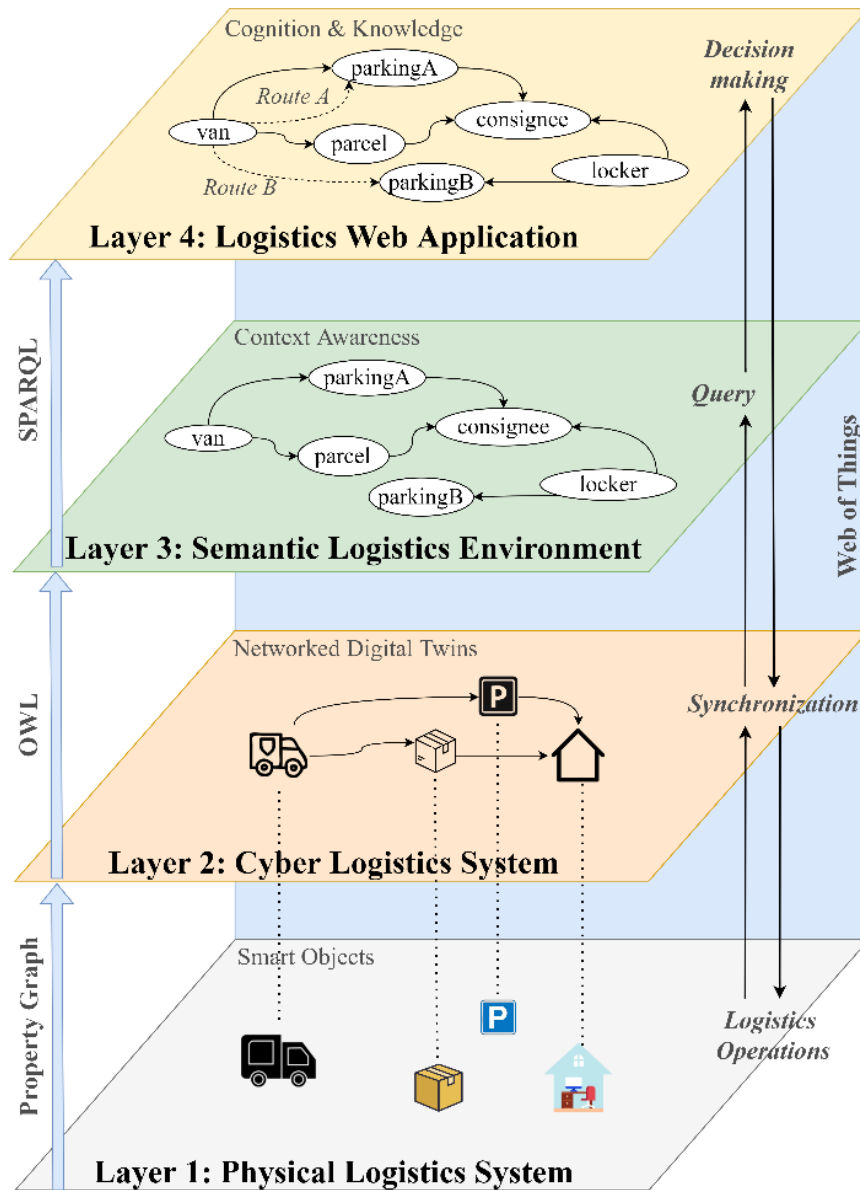 Cognition & Knowledge
parkingA
Decision
making
Route A
van
consignee
parcel
locker
Route B
parkingB
Layer 4: Logistics Web Application
SPARQL
Context Awareness
parkingA
Query
van
consignee
parcel
locker
parkingB
Web of Things
Layer 3: Semantic Logistics Environment
OWL
Networked Digital Twins
P
Synchronization
Layer 2: Cyber Logistics System
Property Graph
Smart Objects
P
Logistics
Operations
Layer 1: Physical Logistics System